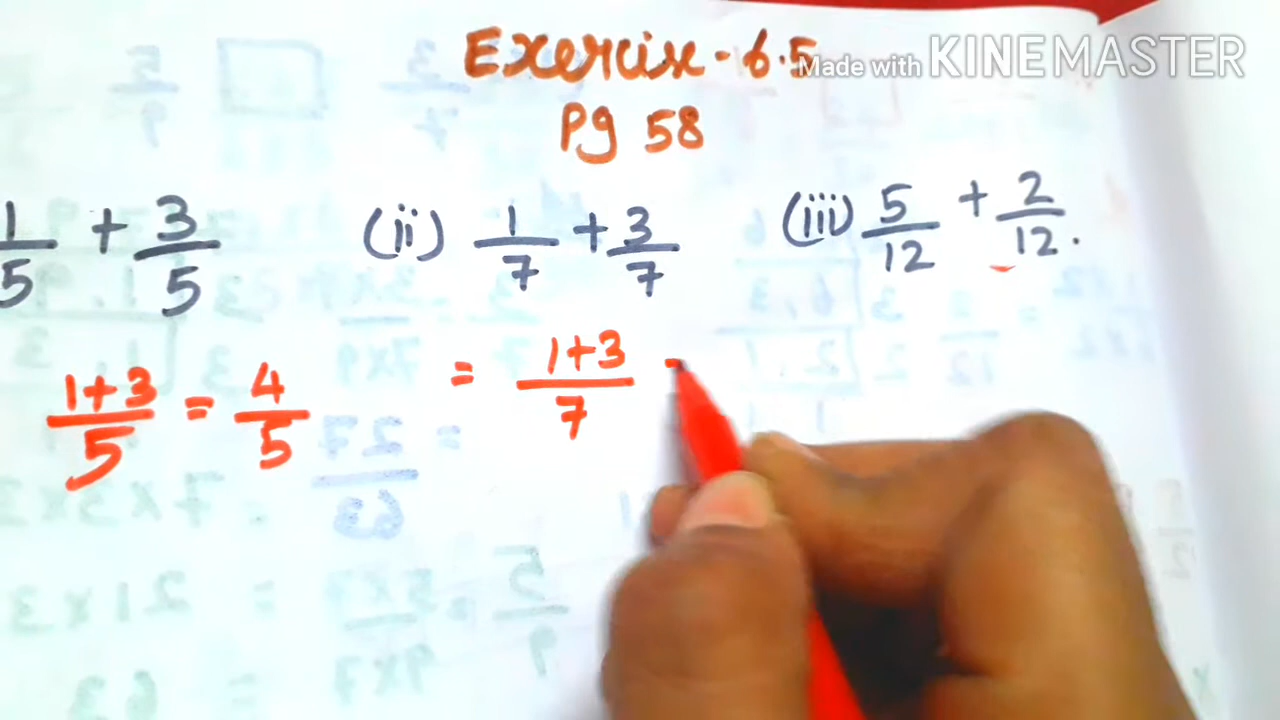 Exercise - 6.5
Made with KINEMASTER
Pg 58
1/5 + 3/5 (ii) 1/7 + 3/7 (iii) 5/12 + 2/12.
1+3/5 = 4/5 = 1+3/7 =